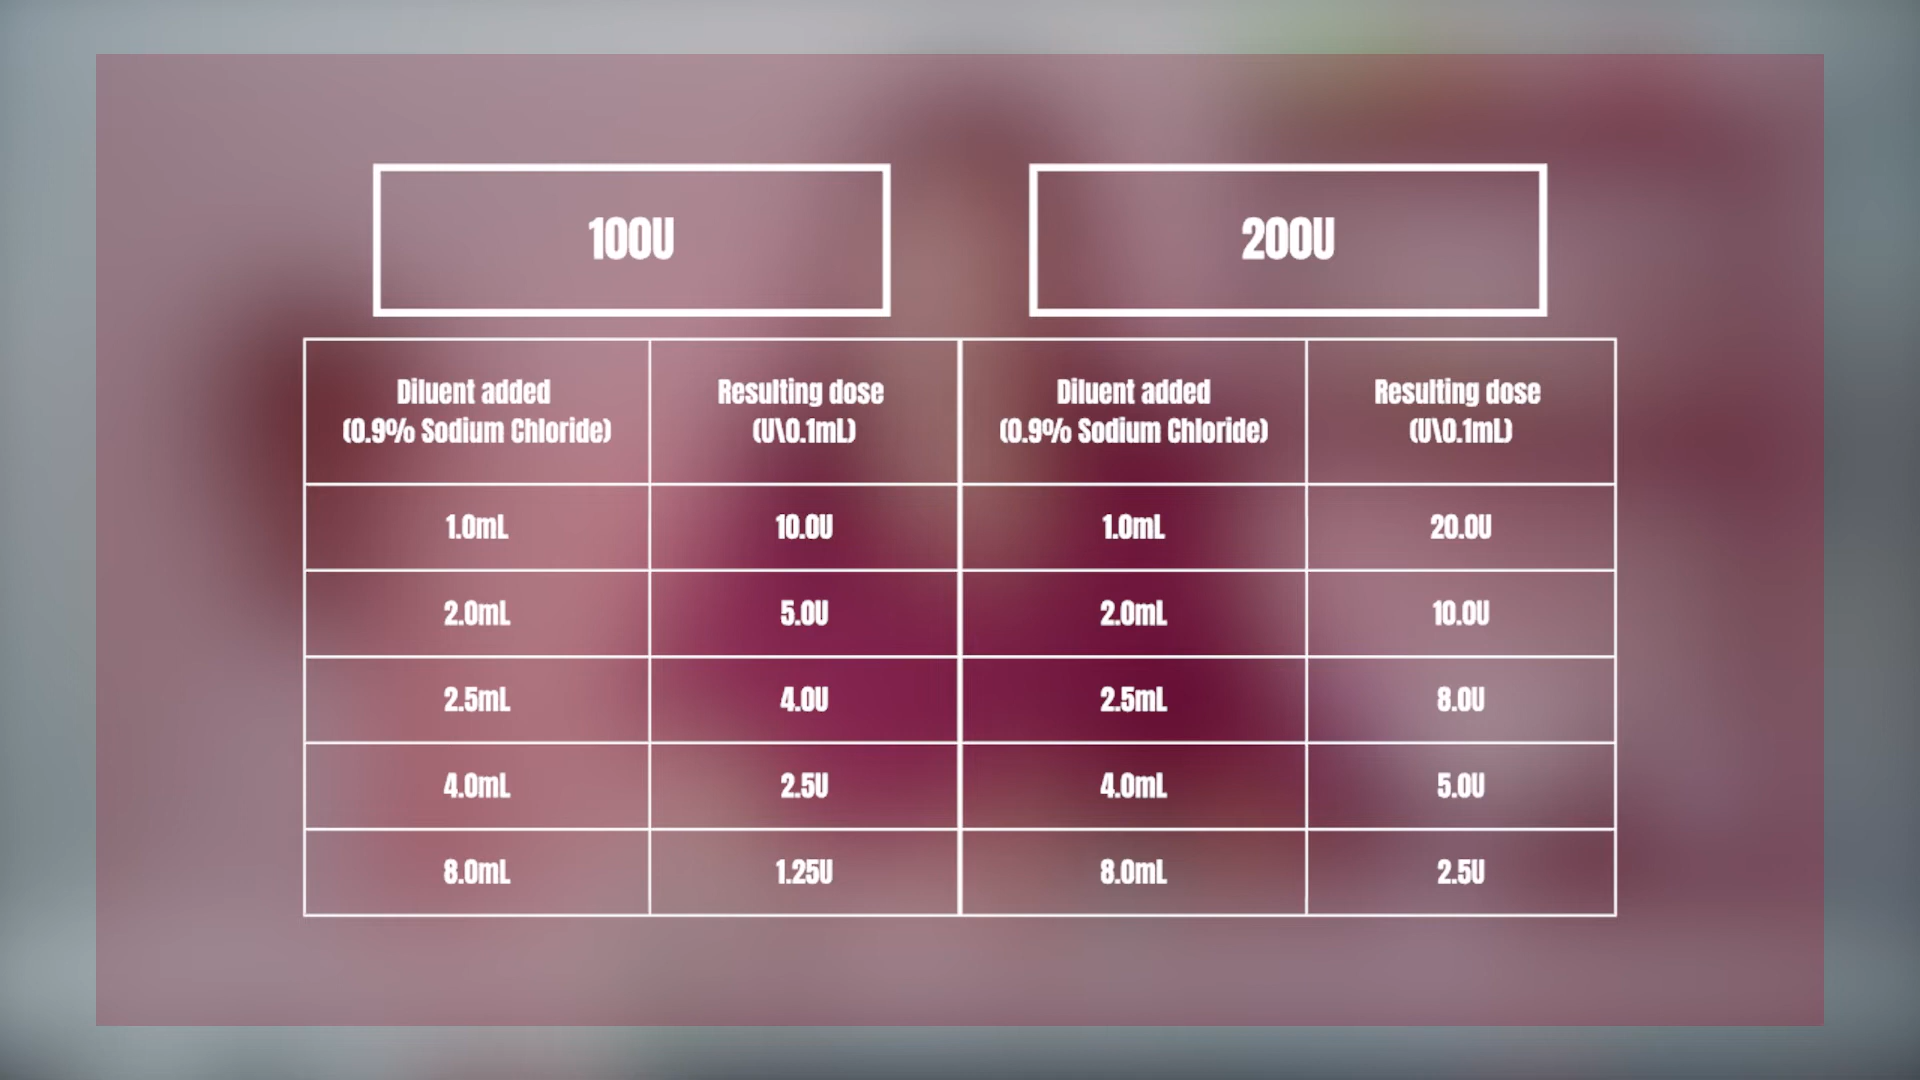 100U
200U
Diluent added
(0.9% Sodium Chloride)
Resulting dose
(U\0.1mL)
Diluent added
(0.9% Sodium Chloride)
Resulting dose
(U\0.1mL)
1.0mL
10.0U
1.0mL
20.0U
2.0mL
5.0U
2.0mL
10.0U
2.5mL
4.0U
2.5mL
8.0U
4.0mL
2.5U
4.0mL
5.0U
8.0mL
1.25U
8.0mL
2.5U